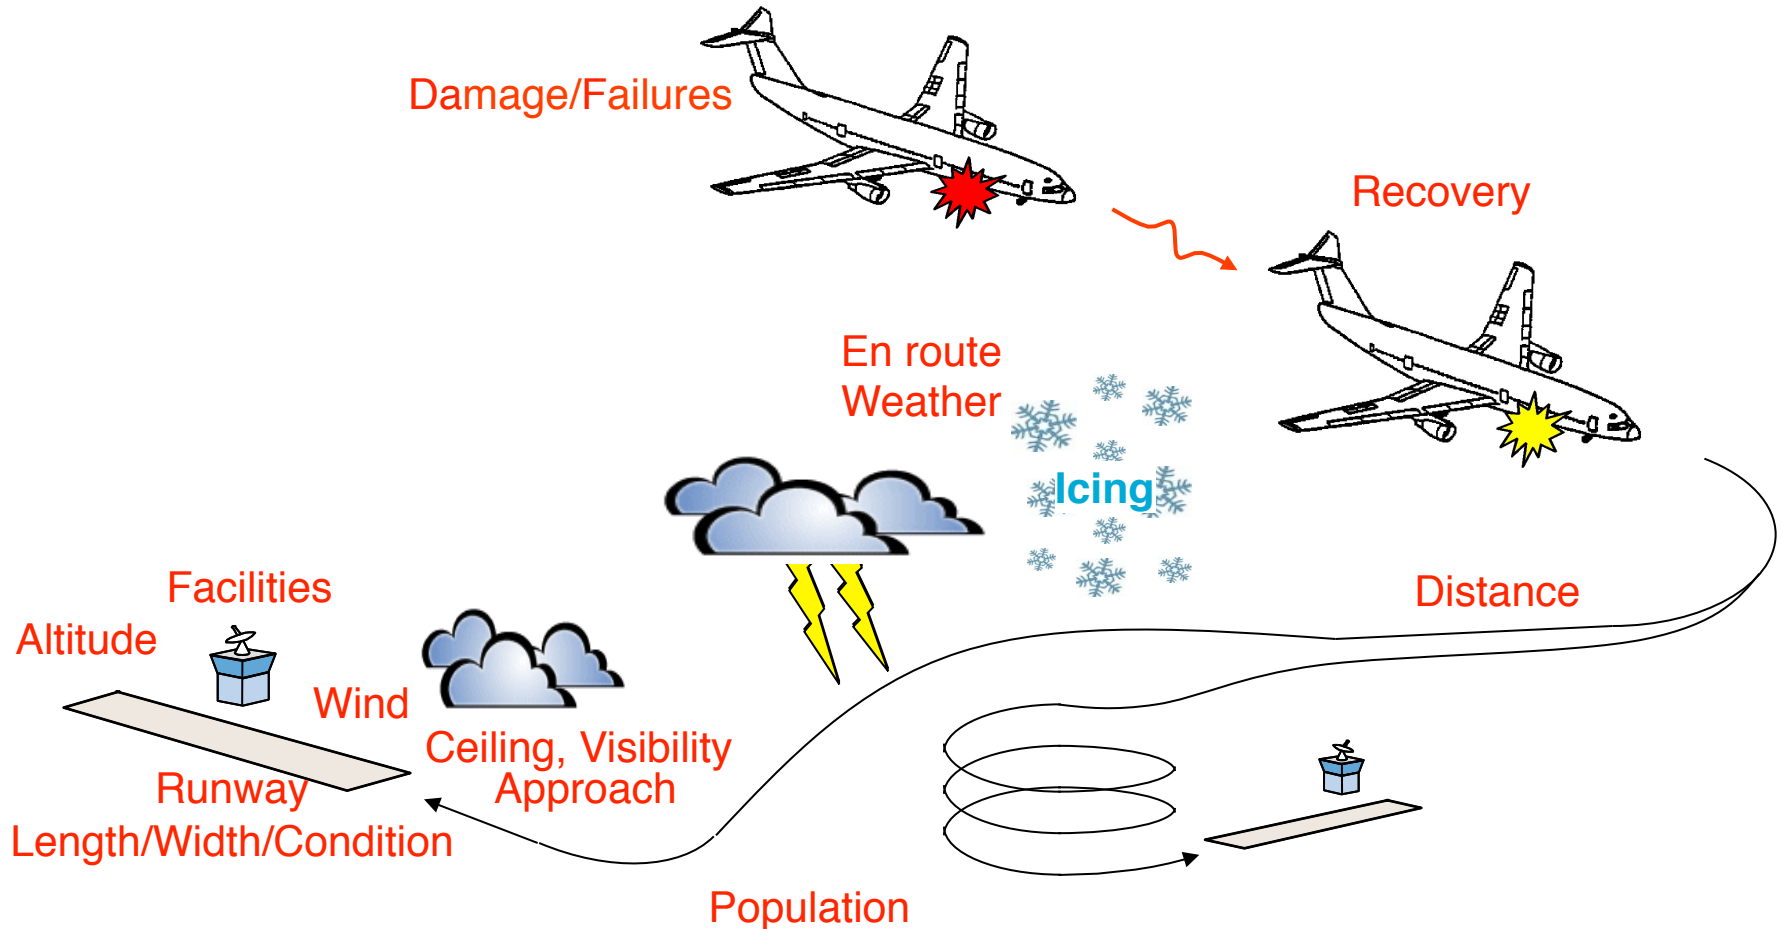 Damage/Failures
Recovery
En route
Weather
Icing
Facilities
Distance
Altitude
Wind
Ceiling, Visibility
Approach
Runway
Length/Width/Condition
Population